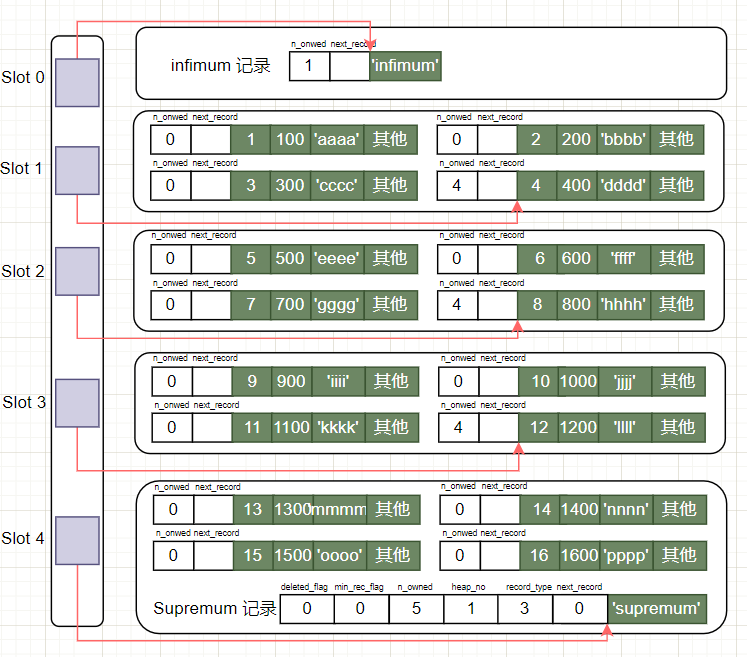 n_onwed next_record
Slot 0 infimum 记录 1 'infimum'
n_onwed next_record n_onwed next_record
0 1 100 'aaaa' 其他 0 2 200 'bbbb' 其他
n_onwed next_record n_onwed next_record
Slot 1
0 3 300 'cccc' 其他 4 4 400 'dddd' 其他
n_onwed next_record n_onwed next_record
0 5 500 'eeee' 其他 0 6 600 'ffff' 其他
Slot 2
n_onwed next_record n_onwed next_record
0 7 700 'gggg' 其他 4 8 800 'hhhh' 其他
n_onwed next_record n_onwed next_record
0 9 900 'iiii' 其他 0 10 1000 'jjjj' 其他
Slot 3
n_onwed next_record n_onwed next_record
0 11 1100 'kkkk' 其他 4 12 1200 'llll' 其他
n_onwed next_record n_onwed next_record
0 13 1300 'mmmm' 其他 0 14 1400 'nnnn' 其他
n_onwed next_record n_onwed next_record
Slot 4
0 15 1500 'oooo' 其他 0 16 1600 'pppp' 其他
deleted_flag min_rec_flag n_owned heap_no record_type next_record
Supremum 记录 0 0 5 1 3 0 'supremum'